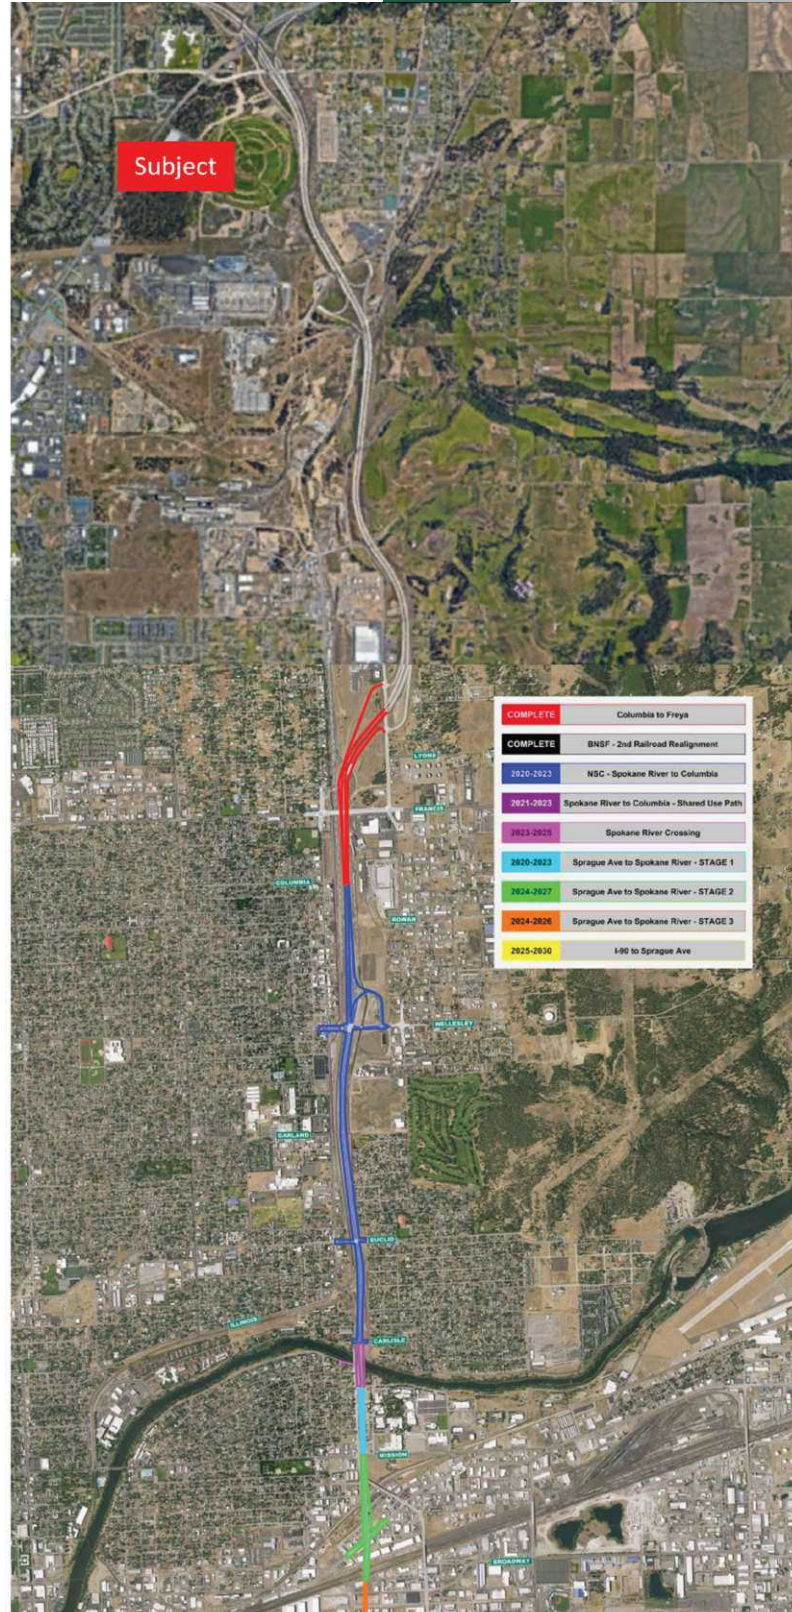 Subject
COMPLETE Columbia to Freya
COMPLETE BNSF - 2nd Railroad Realignment
2020-2023 NSC - Spokane River to Columbia
2021-2023 Spokane River to Columbia - Shared Use Path
2023-2025 Spokane River Crossing
2020-2023 Sprague Ave to Spokane River - STAGE 1
2024-2027 Sprague Ave to Spokane River - STAGE 2
2024-2026 Sprague Ave to Spokane River - STAGE 3
2025-2030 I-90 to Sprague Ave
LYONS
FRANCIS
COLUMBIA
ROWAN
WELLESLEY
GARLAND
EUCLID
ILLINOIS
CARLISLE
MISSION
BROADWAY